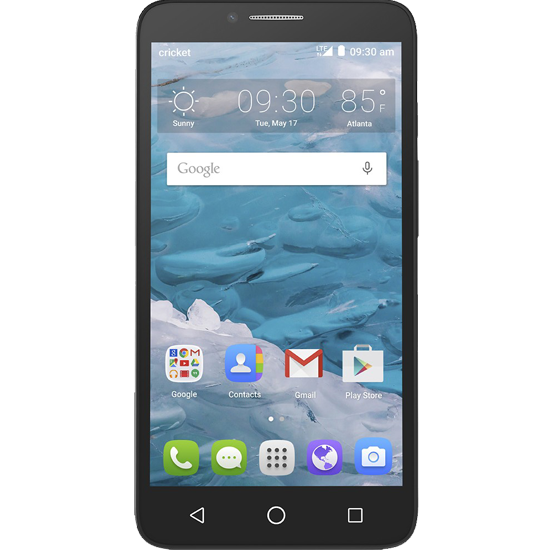 cricket LTE 09:30 am
09:30 85°F
Sunny Tue, May 17 Atlanta
Google
Google Contacts Gmail Play Store